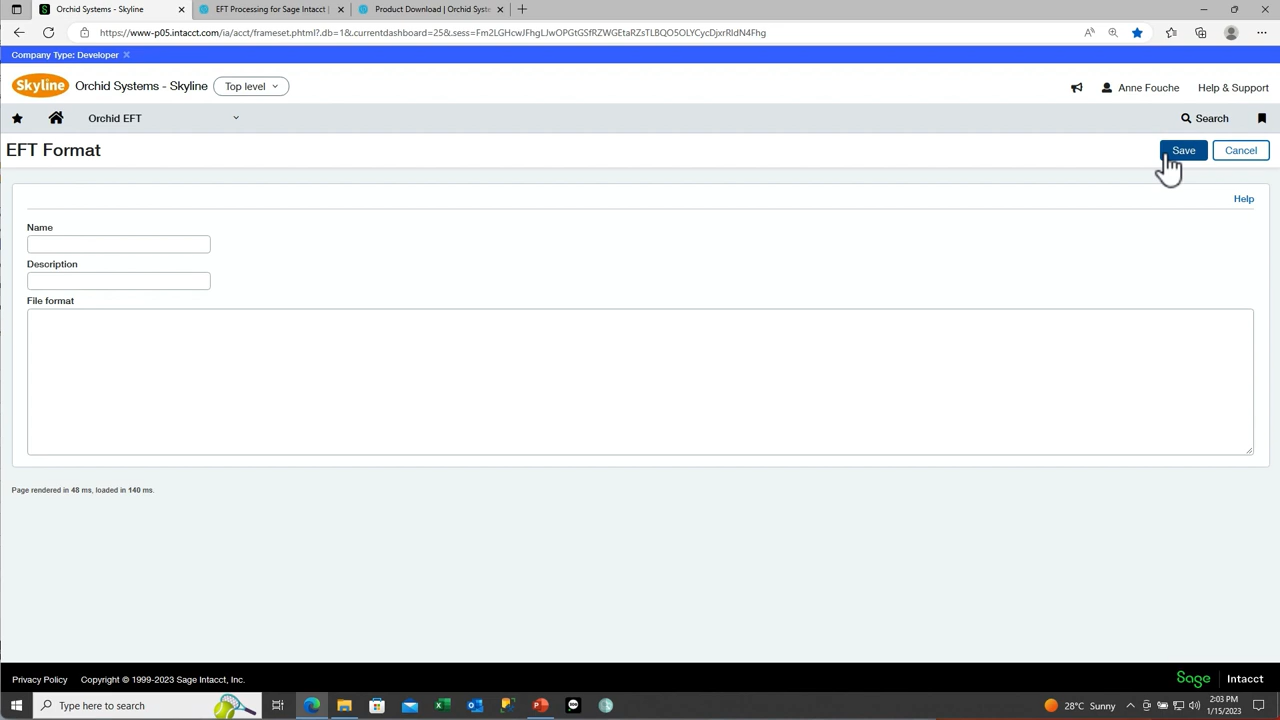 Orchid Systems - Skyline
EFT Processing for Sage Intacct |
Product Download | Orchid Syste
https://www-p05.intacct.com/ia/acct/frameset.phtml?.db=1&.currentdashboard=25&.sess=Fm2LGHcwJFhgLJwOPGtGSfRZWGEtaRZsTLBQO5OLYCycDjxrRIdN4Fhg
Company Type: Developer
Skyline
Orchid Systems - Skyline
Top level
Anne Fouche
Help & Support
Orchid EFT
Search
EFT Format
Save
Cancel
Help
Name
Description
File format
Page rendered in 48 ms, loaded in 140 ms.
Privacy Policy
Copyright © 1999-2023 Sage Intacct, Inc.
Sage
Intacct
Type here to search
28°C Sunny
2:03 PM
1/15/2023